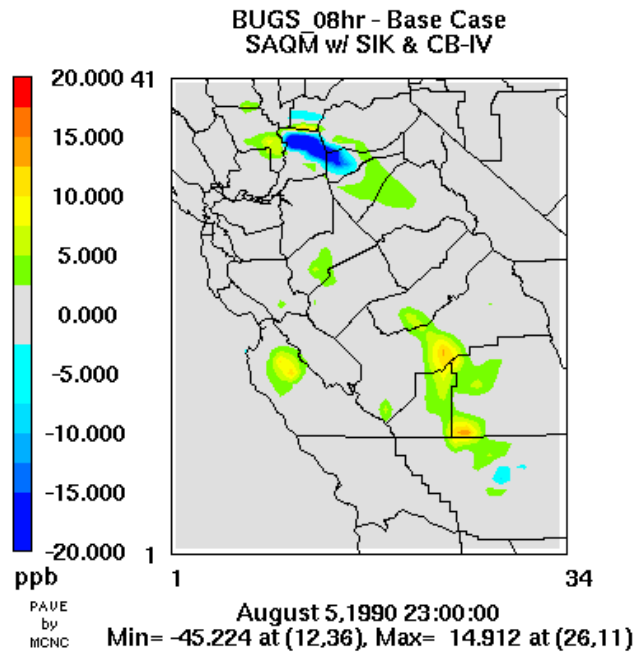 BUGS_08hr - Base Case
SAQM w/ SIK & CB-IV
20.000
15.000
10.000
5.000
0.000
-5.000
-10.000
-15.000
-20.000
ppb
41
1
1
34
PAVE
by
MCNC
August 5,1990 23:00:00
Min= -45.224 at (12,36), Max= 14.912 at (26,11)